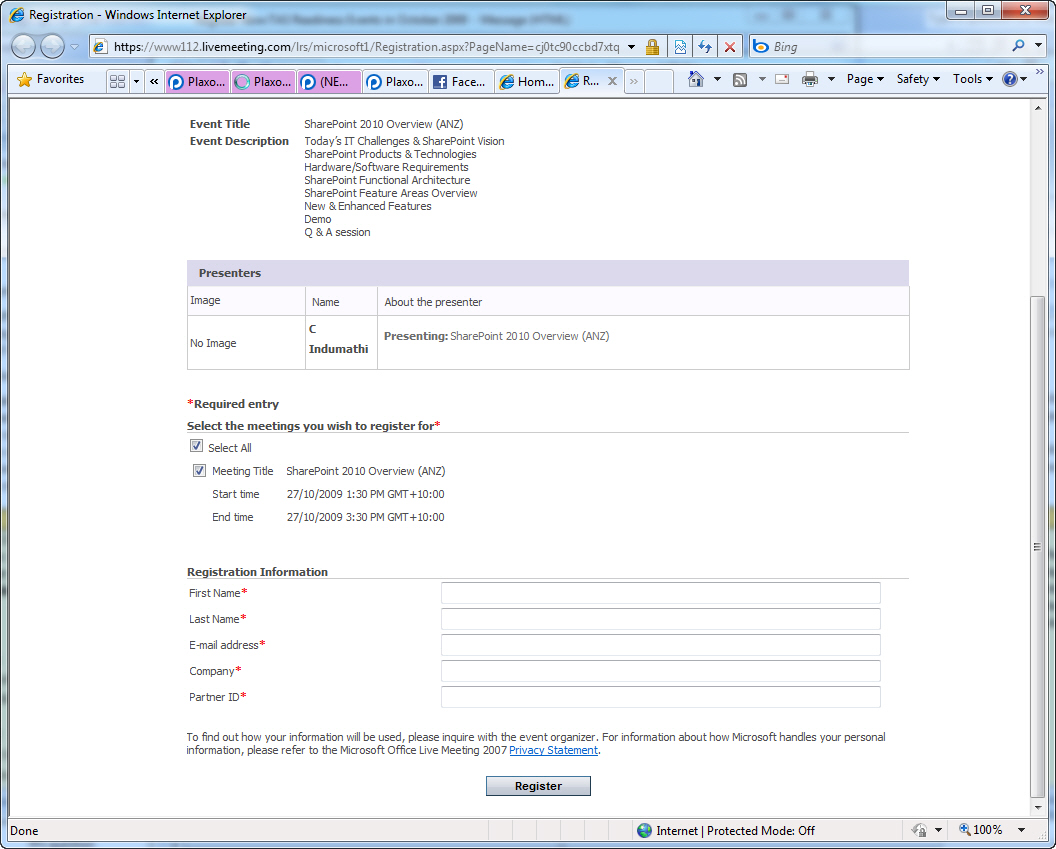 Registration - Windows Internet Explorer
https://www112.livemeeting.com/lrs/microsoft1/Registration.aspx?PageName=cj0tc90ccbd7xtq
Bing
Favorites
Plaxo...
Plaxo...
(NE...
Plaxo...
Face...
Hom...
R...
Page
Safety
Tools
Event Title SharePoint 2010 Overview (ANZ)
Event Description Today's IT Challenges & SharePoint Vision
SharePoint Products & Technologies
Hardware/Software Requirements
SharePoint Functional Architecture
SharePoint Feature Areas Overview
New & Enhanced Features
Demo
Q & A session
Presenters
Image Name About the presenter
No Image C Indumathi Presenting: SharePoint 2010 Overview (ANZ)
*Required entry
Select the meetings you wish to register for*
Select All
Meeting Title SharePoint 2010 Overview (ANZ)
Start time 27/10/2009 1:30 PM GMT+10:00
End time 27/10/2009 3:30 PM GMT+10:00
Registration Information
First Name*
Last Name*
E-mail address*
Company*
Partner ID*
To find out how your information will be used, please inquire with the event organizer. For information about how Microsoft handles your personal
information, please refer to the Microsoft Office Live Meeting 2007 Privacy Statement.
Register
Done
Internet | Protected Mode: Off
100%